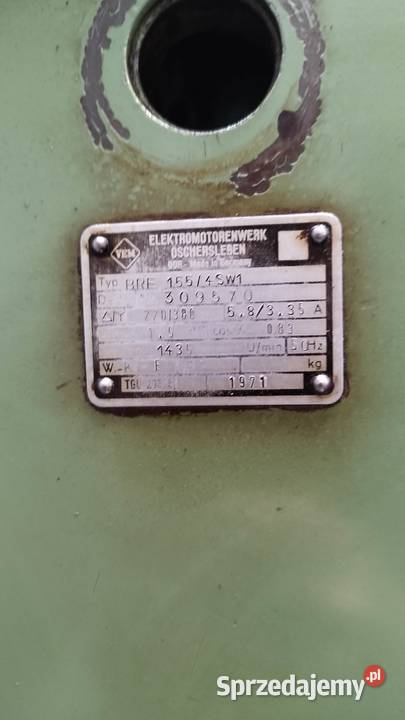 VEM
ELEKTROMOTORENWERK
OSCHERSLEBEN
DDR - Made in Germany
Typ BRE 155/4SW1
D. 309570
Δ/Y 220/380 5.8/3.35 A
1,5 cos 0.83
1435 U/min 50Hz
kg
TGL 1971
Sprzedajemy.pl